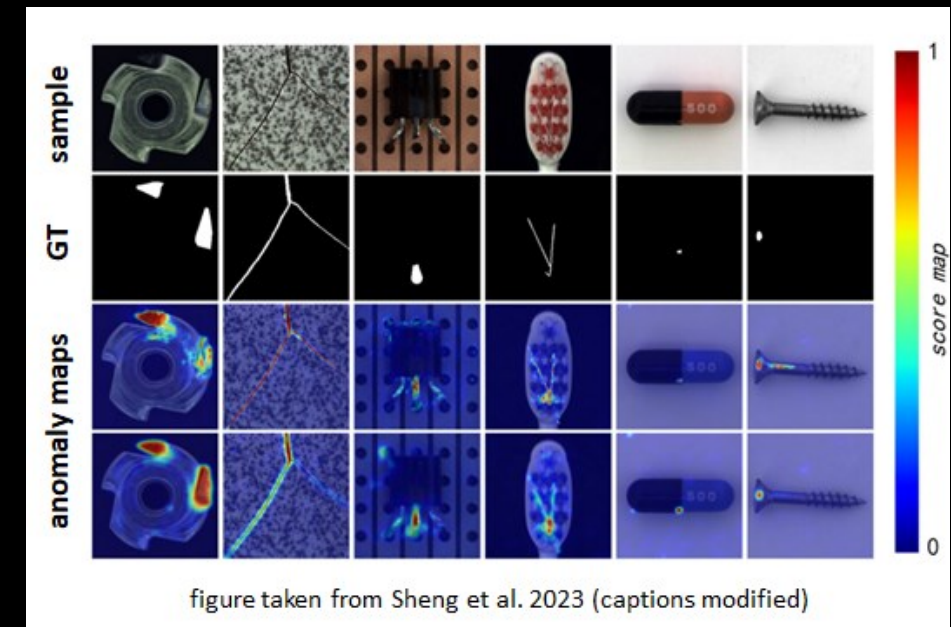 sample
GT
anomaly maps
500
500
500
1
score map
0
figure taken from Sheng et al. 2023 (captions modified)